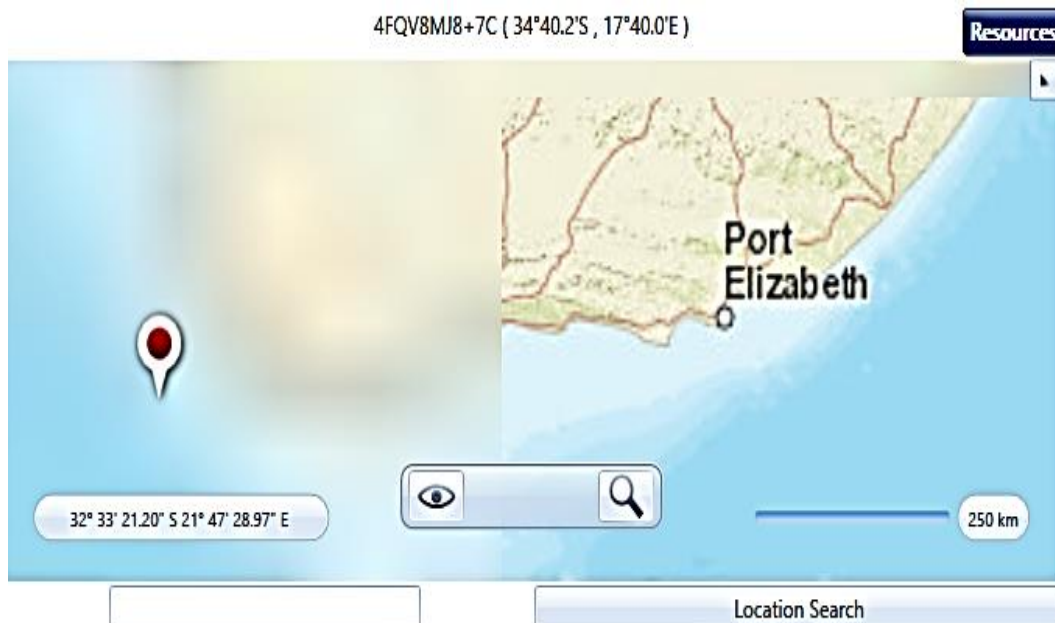 4FQV8MJ8+7C ( 34°40.2'S , 17°40.0'E )
Resources
Port
Elizabeth
32° 33' 21.20" S 21° 47' 28.97" E
250 km
Location Search